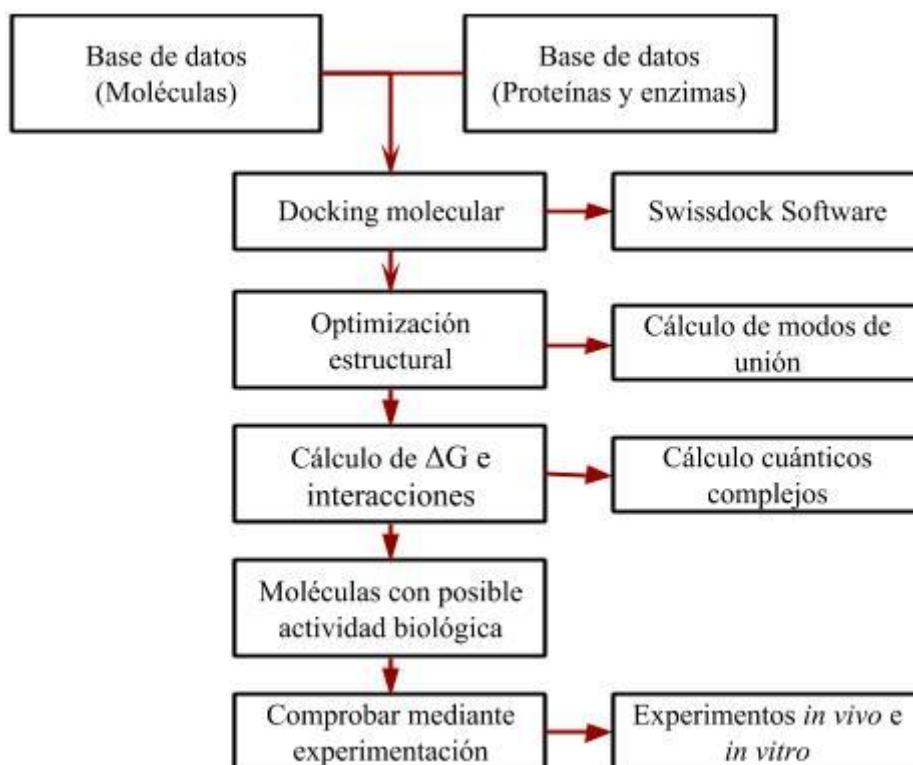 Base de datos
(Moléculas)
Base de datos
(Proteínas y enzimas)
Docking molecular
Swissdock Software
Optimización
estructural
Cálculo de modos de
unión
Cálculo de ΔG e
interacciones
Cálculo cuánticos
complejos
Moléculas con posible
actividad biológica
Comprobar mediante
experimentación
Experimentos in vivo e
in vitro